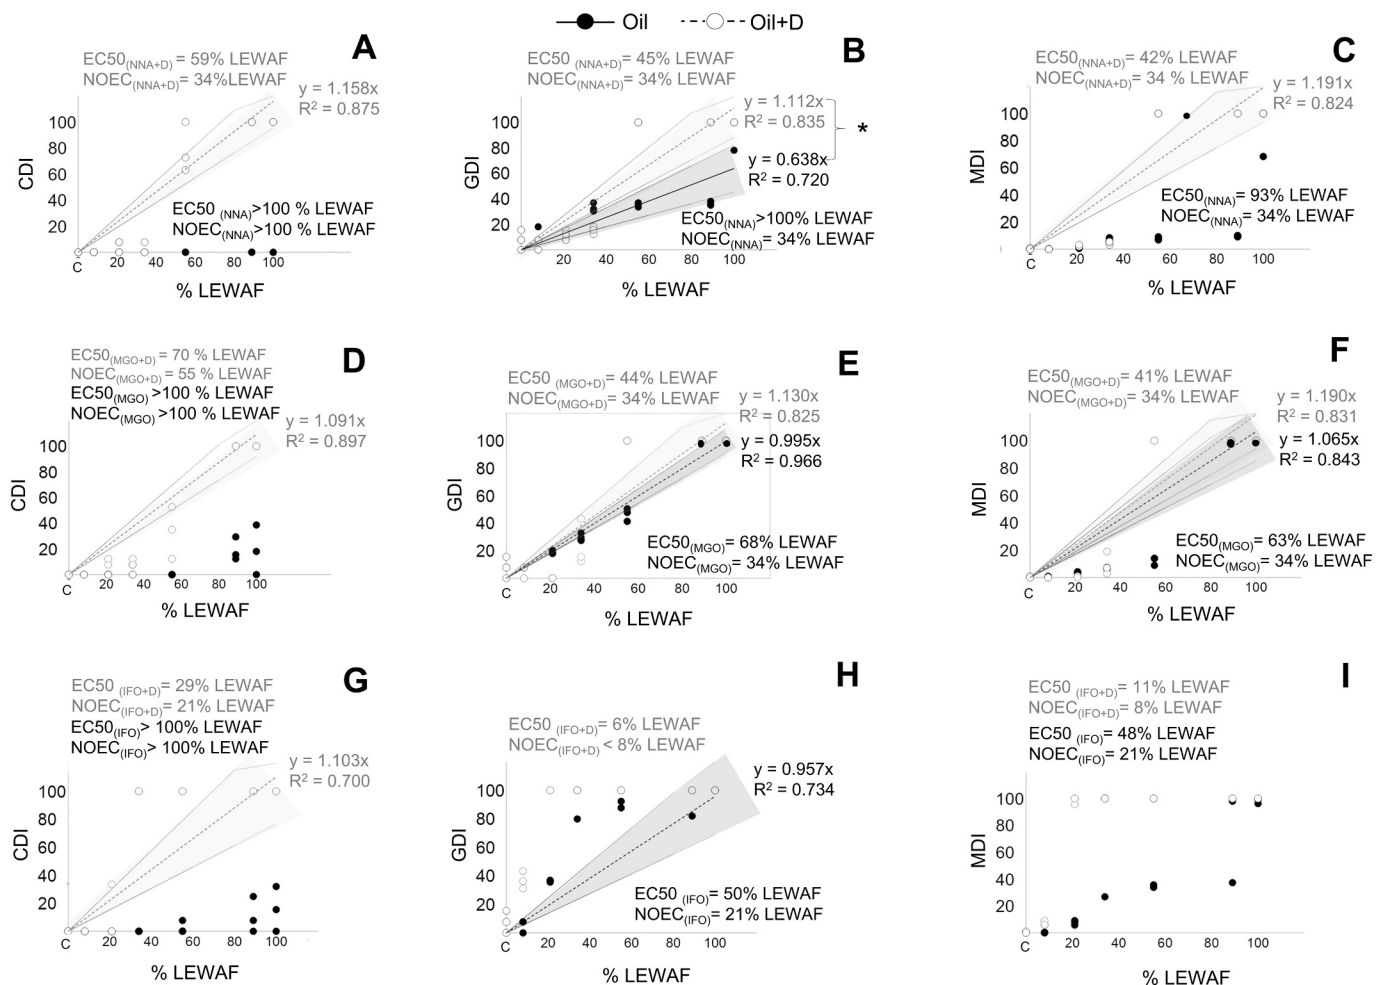 Oil Oil+D
A
EC50(NNA+D) = 59% LEWAF
NOEC(NNA+D) = 34%LEWAF
y = 1.158x
R² = 0.875
100
80
60
40
20
CDI
EC50 (NNA)>100 % LEWAF
NOEC(NNA)>100 % LEWAF
C 20 40 60 80 100
% LEWAF
B
EC50 (NNA+D)= 45% LEWAF
NOEC(NNA+D)= 34% LEWAF
y = 1.112x
R² = 0.835
*
y = 0.638x
R² = 0.720
100
80
60
40
20
GDI
EC50(NNA)>100% LEWAF
NOEC(NNA)= 34% LEWAF
C 20 40 60 80 100
% LEWAF
C
EC50(NNA+D)= 42% LEWAF
NOEC(NNA+D)= 34 % LEWAF
y = 1.191x
R² = 0.824
100
80
60
40
20
MDI
EC50(NNA)= 93% LEWAF
NOEC(NNA)= 34% LEWAF
C 20 40 60 80 100
% LEWAF
D
EC50(MGO+D) = 70 % LEWAF
NOEC(MGO+D)= 55 % LEWAF
EC50(MGO) >100 % LEWAF
NOEC(MGO) >100 % LEWAF
y = 1.091x
R² = 0.897
100
80
60
40
20
CDI
C 20 40 60 80 100
% LEWAF
E
EC50(MGO+D)= 44% LEWAF
NOEC(MGO+D)= 34% LEWAF
y = 1.130x
R² = 0.825
y = 0.995x
R² = 0.966
100
80
60
40
20
GDI
EC50(MGO)= 68% LEWAF
NOEC(MGO)= 34% LEWAF
C 20 40 60 80 100
% LEWAF
F
EC50(MGO+D)= 41% LEWAF
NOEC(MGO+D)= 34% LEWAF
y = 1.190x
R² = 0.831
y = 1.065x
R² = 0.843
100
80
60
40
20
MDI
EC50(MGO)= 63% LEWAF
NOEC(MGO)= 34% LEWAF
C 20 40 60 80 100
% LEWAF
G
EC50 (IFO+D)= 29% LEWAF
NOEC(IFO+D)= 21% LEWAF
EC50(IFO)> 100% LEWAF
NOEC(IFO)> 100% LEWAF
y = 1.103x
R² = 0.700
100
80
60
40
20
CDI
C 20 40 60 80 100
% LEWAF
H
EC50 (IFO+D)= 6% LEWAF
NOEC(IFO+D) < 8% LEWAF
y = 0.957x
R² = 0.734
100
80
60
40
20
GDI
EC50 (IFO)= 50% LEWAF
NOEC(IFO)= 21% LEWAF
C 20 40 60 80 100
% LEWAF
I
EC50 (IFO+D)= 11% LEWAF
NOEC(IFO+D)= 8% LEWAF
EC50 (IFO)= 48% LEWAF
NOEC(IFO)= 21% LEWAF
100
80
60
40
20
MDI
C 20 40 60 80 100
% LEWAF